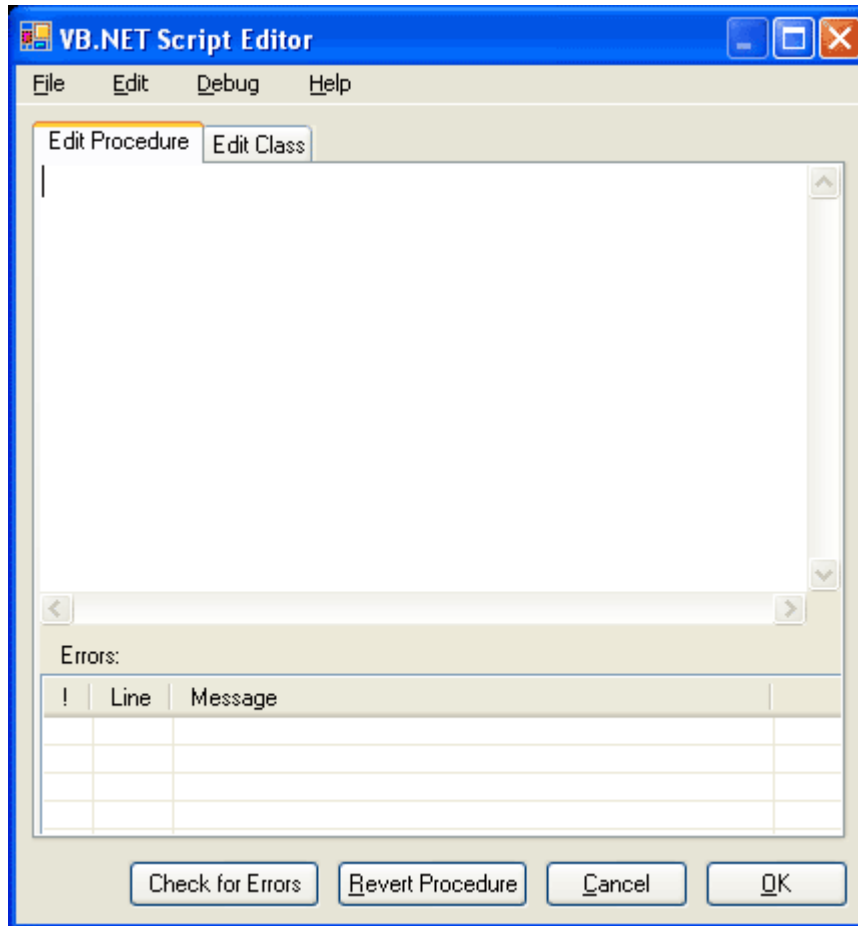 VB.NET Script Editor
File Edit Debug Help
Edit Procedure Edit Class
Errors:
! Line Message
Check for Errors Revert Procedure Cancel OK